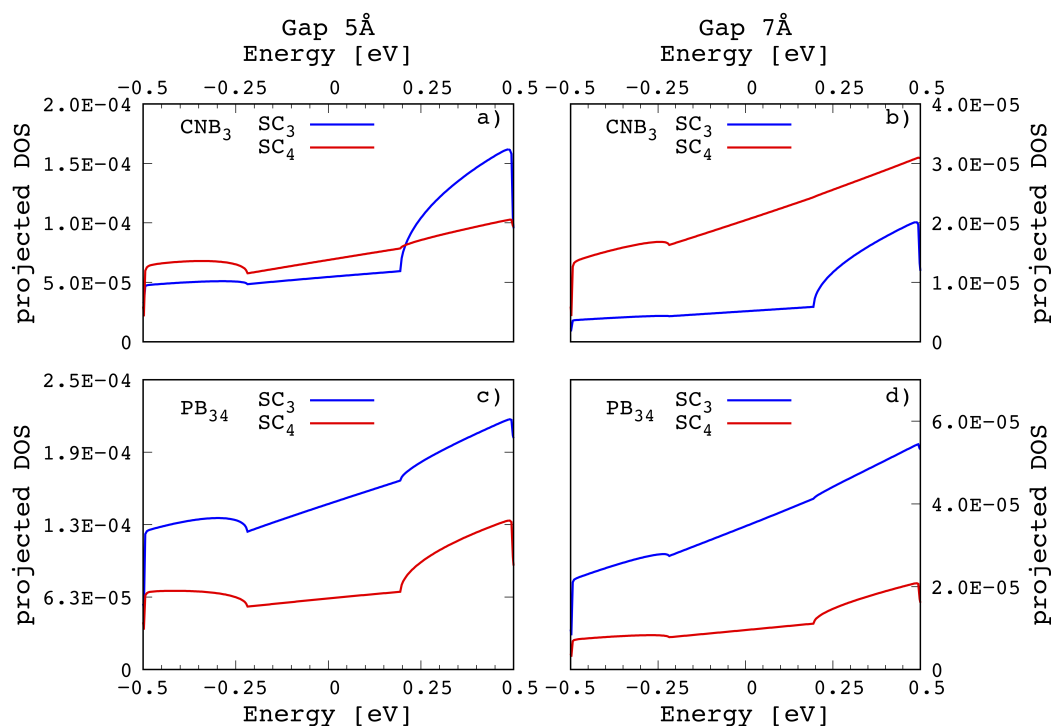 Gap 5Å Gap 7Å
Energy [eV] Energy [eV]
-0.5 -0.25 0 0.25 0.5 -0.5 -0.25 0 0.25 0.5
2.0E-04 1.5E-04 1.0E-04 5.0E-05 0
projected DOS
CNB3 SC3 a)
SC4
CNB3 SC3 b)
SC4
4.0E-05 3.0E-05 2.0E-05 1.0E-05 0
projected DOS
2.5E-04 1.9E-04 1.3E-04 6.3E-05 0
projected DOS
PB34 SC3 c)
SC4
PB34 SC3 d)
SC4
6.0E-05 4.0E-05 2.0E-05 0
projected DOS
-0.5 -0.25 0 0.25 0.5 -0.5 -0.25 0 0.25 0.5
Energy [eV] Energy [eV]